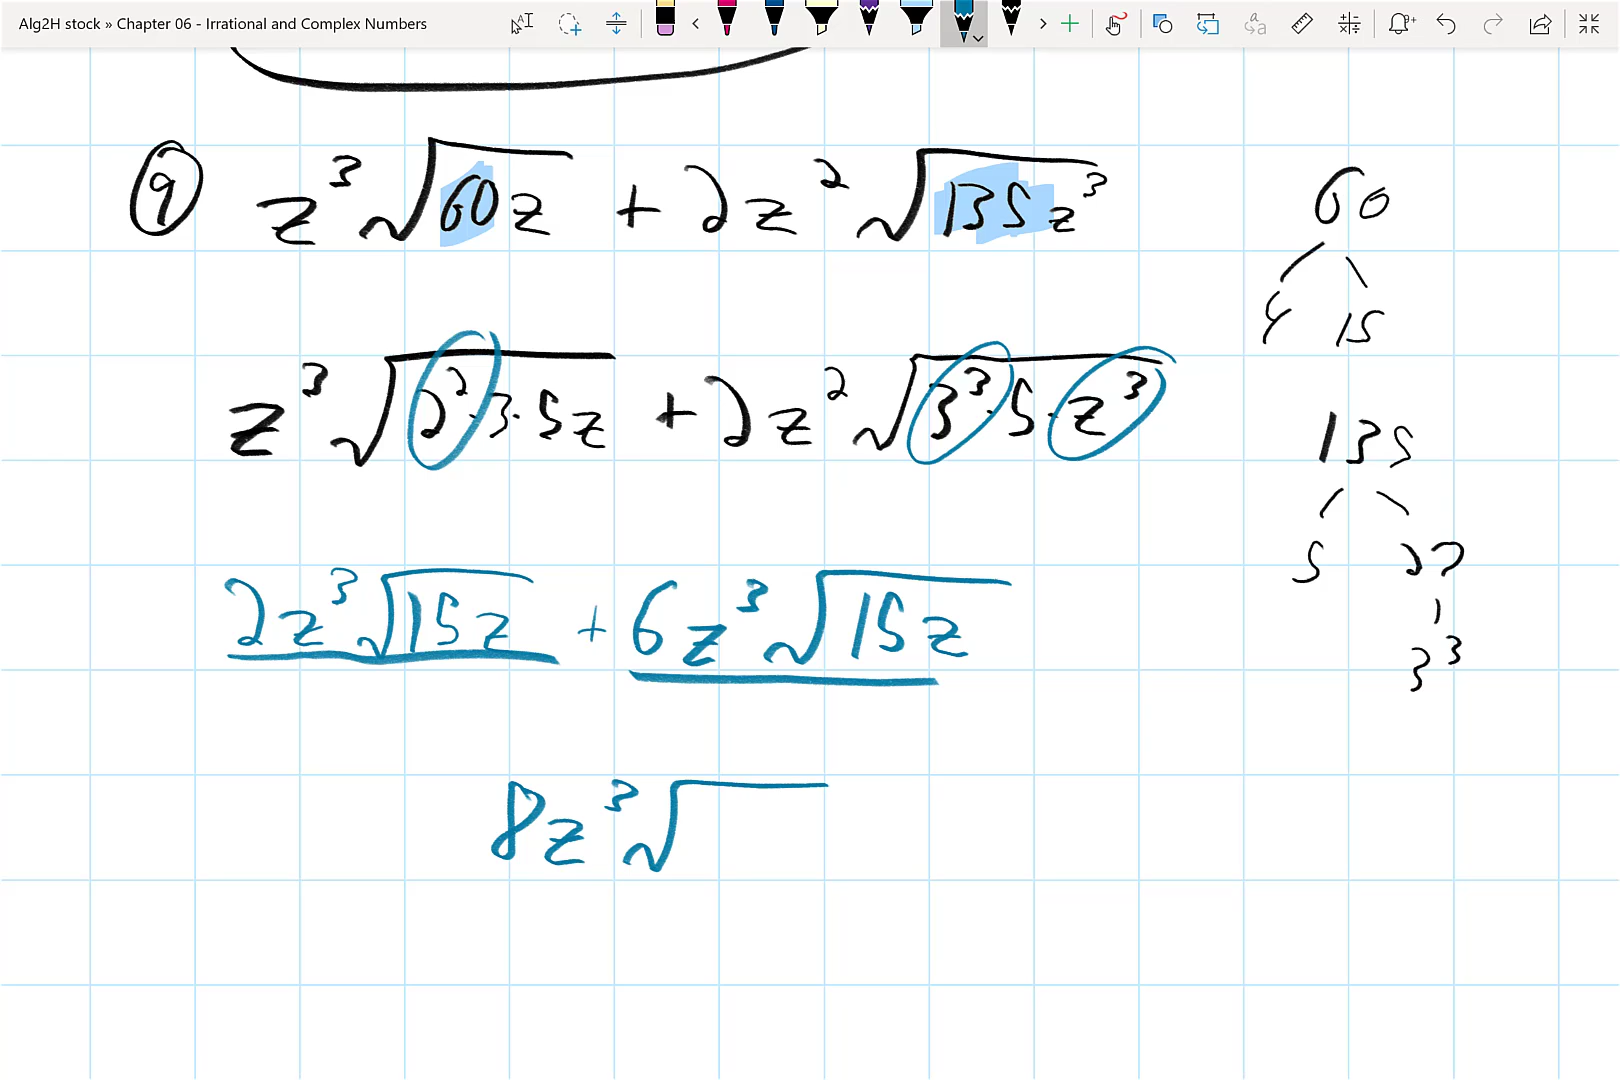 Alg2H stock » Chapter 06 - Irrational and Complex Numbers
9 z³√60z + 2z²√135z³
z³√2²·3·5z + 2z²√3³·5·z³
2z³√15z + 6z³√15z
8z³√
60
4 15
135
5 27
3³